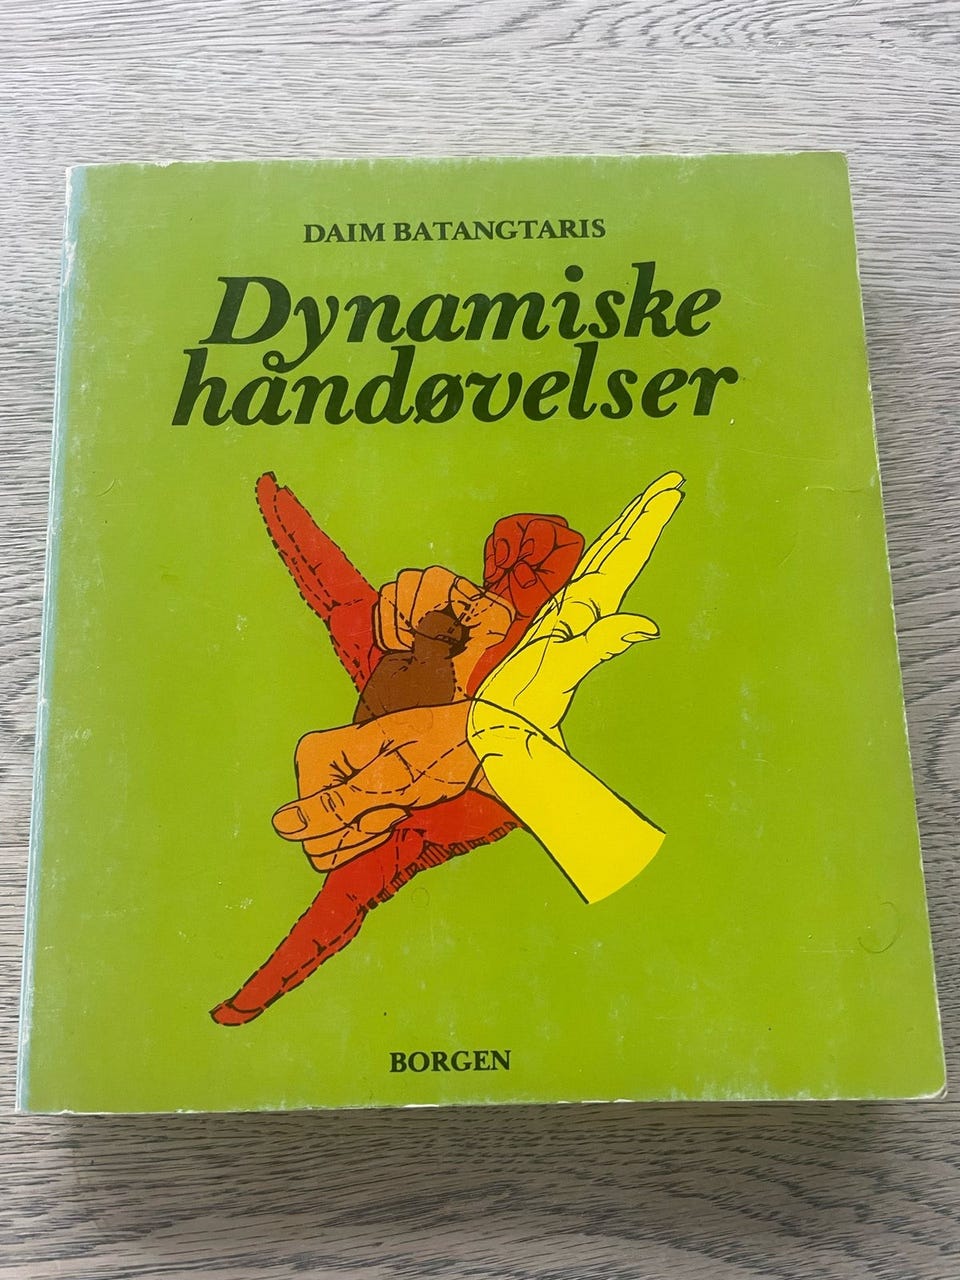 DAIM BATANGTARIS
Dynamiske
håndøvelser
BORGEN